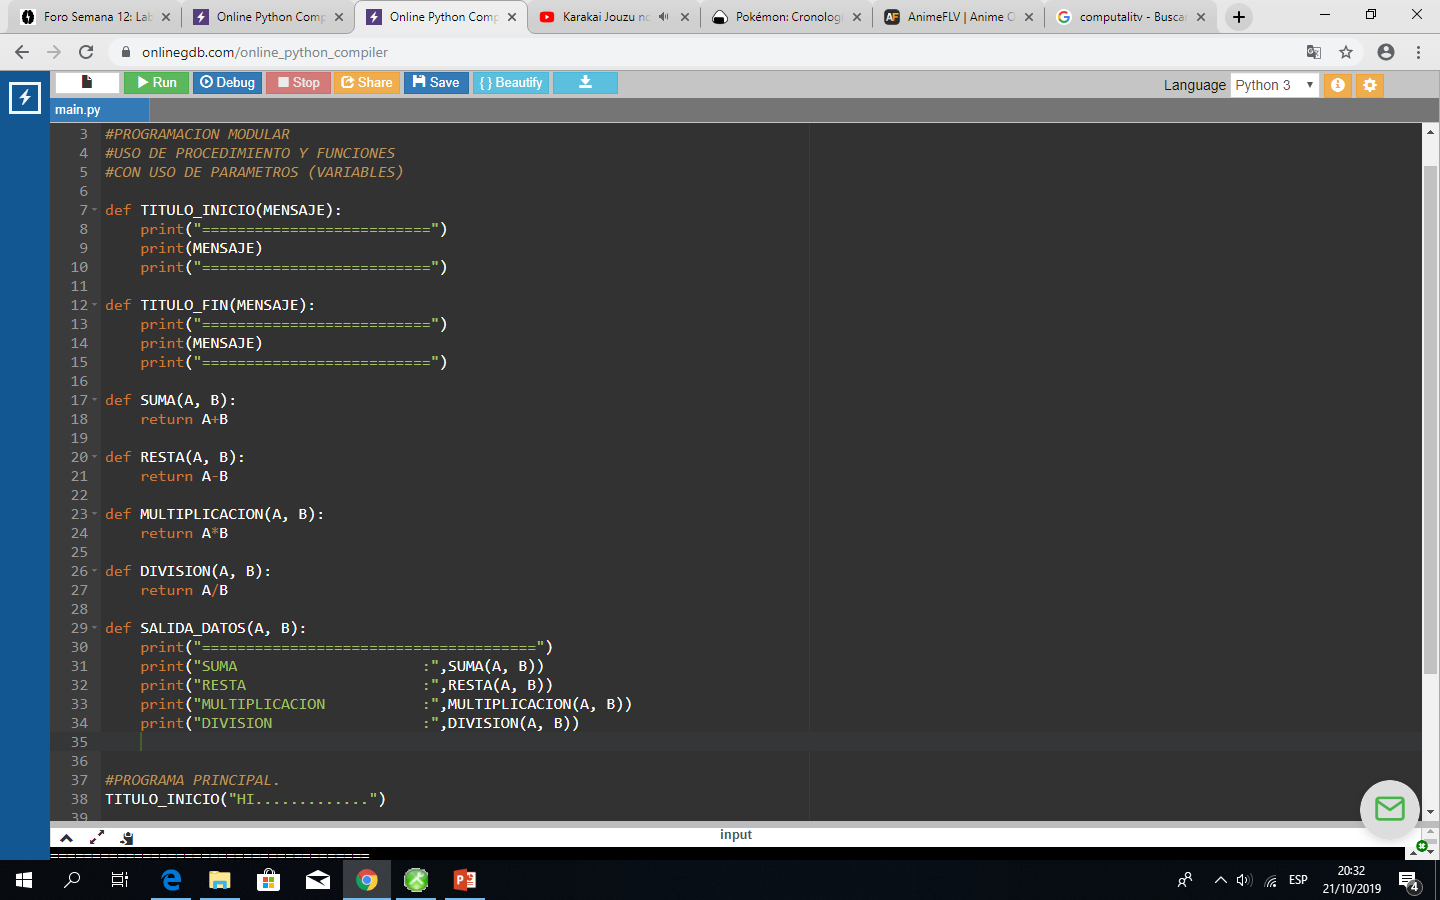 Foro Semana 12: Lab
Online Python Comp
Online Python Comp
Karakai Jouzu no
Pokémon: Cronolog
AnimeFLV | Anime O
computalitv - Busca
onlinegdb.com/online_python_compiler
Run
Debug
Stop
Share
Save
{ } Beautify
Language
Python 3
main.py
3 #PROGRAMACION MODULAR
4 #USO DE PROCEDIMIENTO Y FUNCIONES
5 #CON USO DE PARAMETROS (VARIABLES)
6
7 def TITULO_INICIO(MENSAJE):
8     print("==========================")
9     print(MENSAJE)
10     print("==========================")
11
12 def TITULO_FIN(MENSAJE):
13     print("==========================")
14     print(MENSAJE)
15     print("==========================")
16
17 def SUMA(A, B):
18     return A+B
19
20 def RESTA(A, B):
21     return A-B
22
23 def MULTIPLICACION(A, B):
24     return A*B
25
26 def DIVISION(A, B):
27     return A/B
28
29 def SALIDA_DATOS(A, B):
30     print("======================================")
31     print("SUMA                     :",SUMA(A, B))
32     print("RESTA                    :",RESTA(A, B))
33     print("MULTIPLICACION           :",MULTIPLICACION(A, B))
34     print("DIVISION                 :",DIVISION(A, B))
35
36
37 #PROGRAMA PRINCIPAL.
38 TITULO_INICIO("HI.............")
39
input
======================================
ESP
20:32
21/10/2019
4